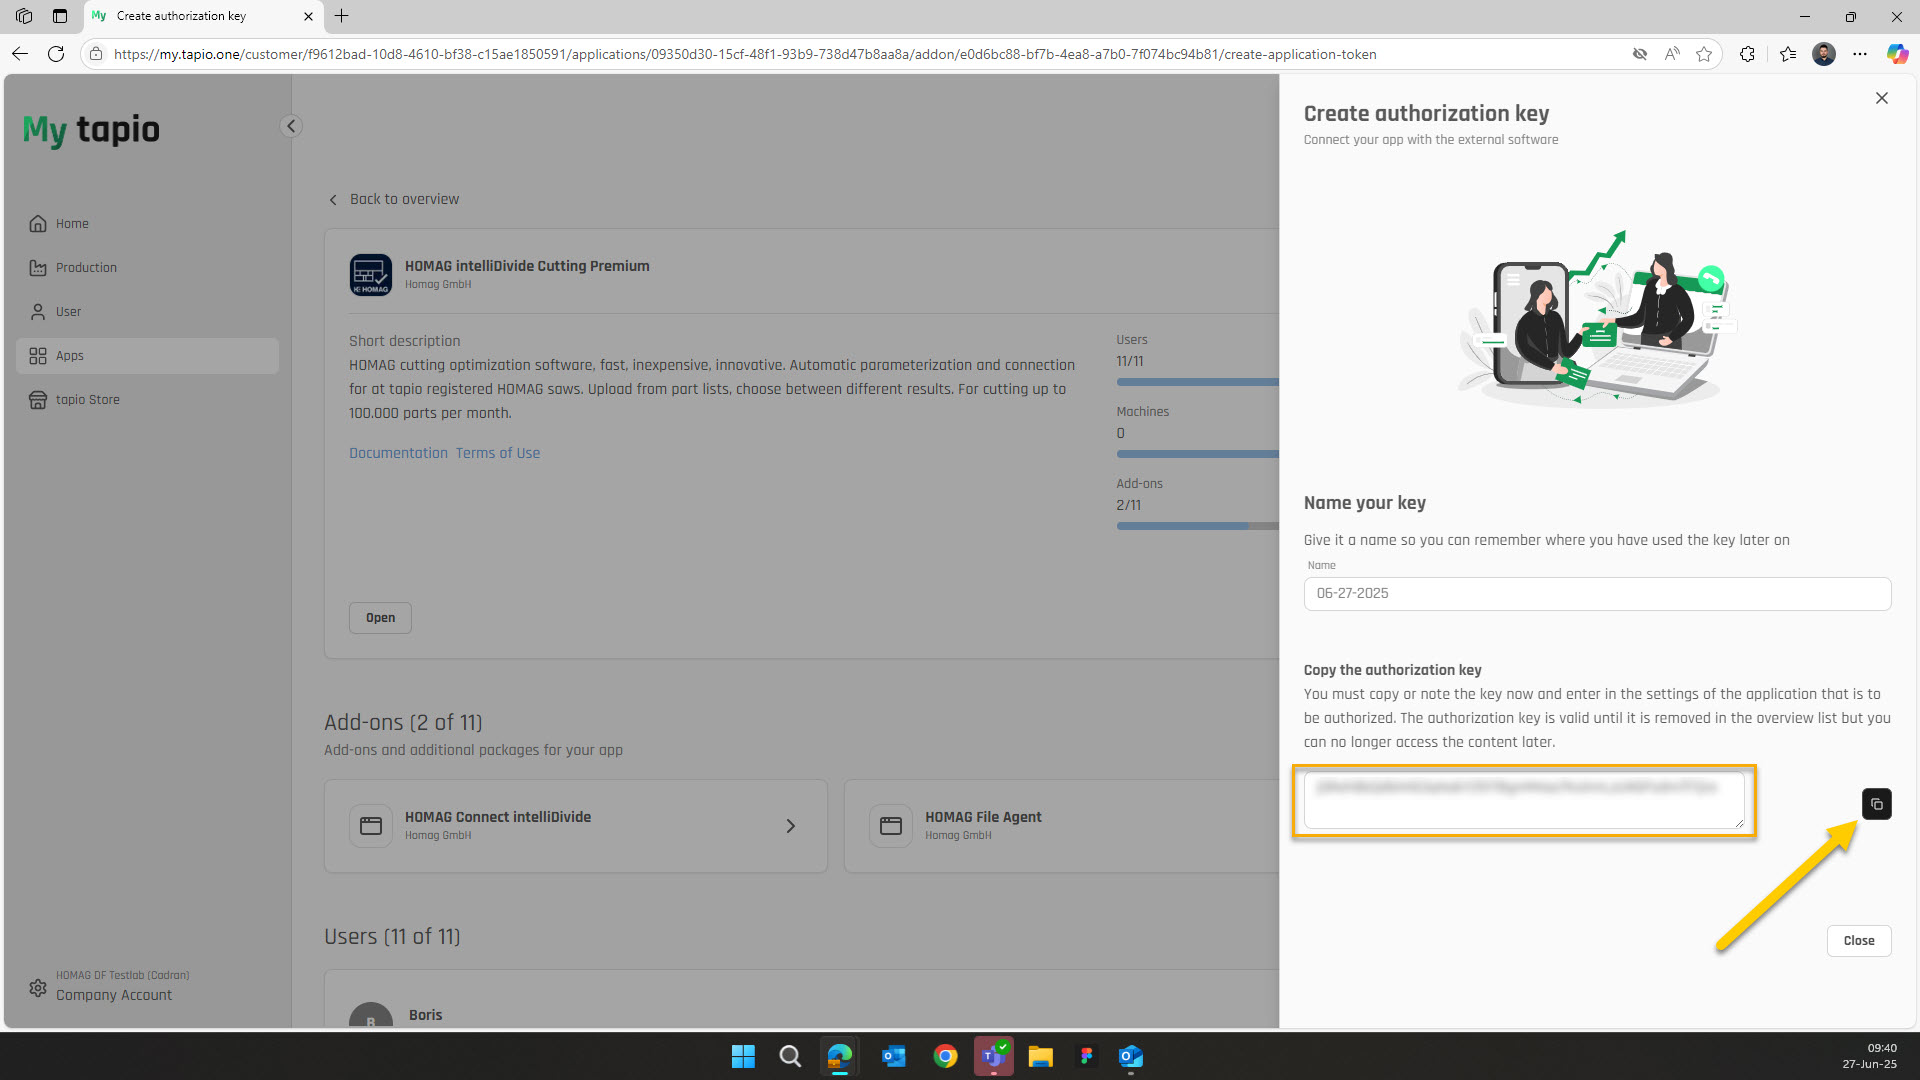 My Create authorization key
https://my.tapio.one/customer/f9612bad-10d8-4610-bf38-c15ae1850591/applications/09350d30-15cf-48f1-93b9-738d47b8aa8a/addon/e0d6bc88-bf7b-4ea8-a7b0-7f074bc94b81/create-application-token
My tapio
Home
Production
User
Apps
tapio Store
HOMAG DF Testlab (Cadran)
Company Account
Back to overview
HOMAG intelliDivide Cutting Premium
Homag GmbH
HOMAG
Short description
HOMAG cutting optimization software, fast, inexpensive, innovative. Automatic parameterization and connection
for at tapio registered HOMAG saws. Upload from part lists, choose between different results. For cutting up to
100.000 parts per month.
Documentation Terms of Use
Users
11/11
Machines
0
Add-ons
2/11
Open
Add-ons (2 of 11)
Add-ons and additional packages for your app
HOMAG Connect intelliDivide
Homag GmbH
HOMAG File Agent
Homag GmbH
Users (11 of 11)
B
Boris
Create authorization key
Connect your app with the external software
Name your key
Give it a name so you can remember where you have used the key later on
Name
06-27-2025
Copy the authorization key
You must copy or note the key now and enter in the settings of the application that is to
be authorized. The authorization key is valid until it is removed in the overview list but you
can no longer access the content later.
Close
09:40
27-Jun-25